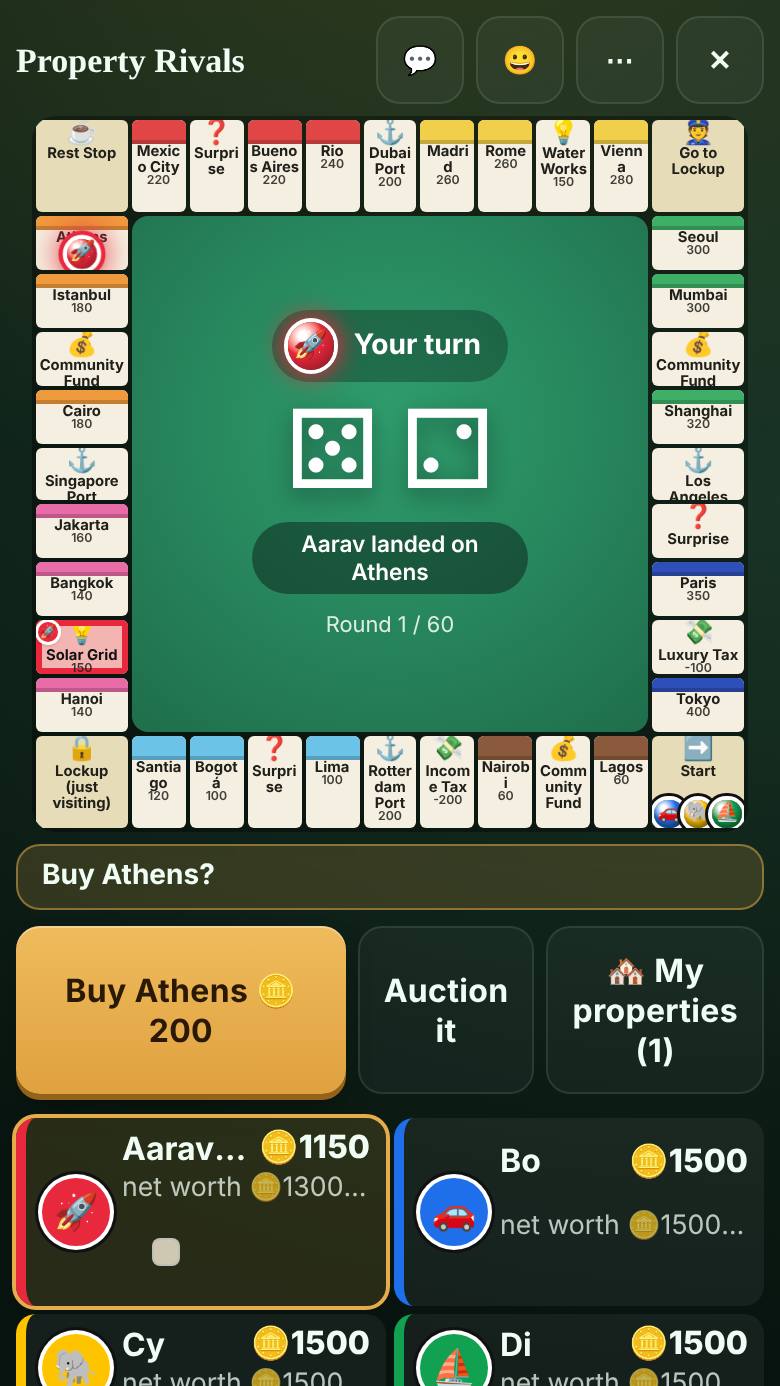 Property Rivals
Rest Stop
Mexic
o City
220
Surpri
se
Bueno
s Aires
220
Rio
240
Dubai
Port
200
Madri
d
260
Rome
260
Water
Works
150
Vienn
a
280
Go to
Lockup
Istanbul
180
Community
Fund
Cairo
180
Singapore
Port
Jakarta
160
Bangkok
140
Solar Grid
150
Hanoi
140
Your turn
Aarav landed on
Athens
Round 1 / 60
Seoul
300
Mumbai
300
Community
Fund
Shanghai
320
Los
Angeles
Surprise
Paris
350
Luxury Tax
-100
Tokyo
400
Lockup
(just
visiting)
Santia
go
120
Bogot
á
100
Surpri
se
Lima
100
Rotter
dam
Port
200
Incom
e Tax
-200
Nairob
i
60
Comm
unity
Fund
Lagos
60
Start
Buy Athens?
Buy Athens 🪙
200
Auction
it
🏘️ My
properties
(1)
Aarav... 🪙1150
net worth 🪙1300...
Bo 🪙1500
net worth 🪙1500...
Cy 🪙1500
net worth 🪙1500...
Di 🪙1500
net worth 🪙1500...